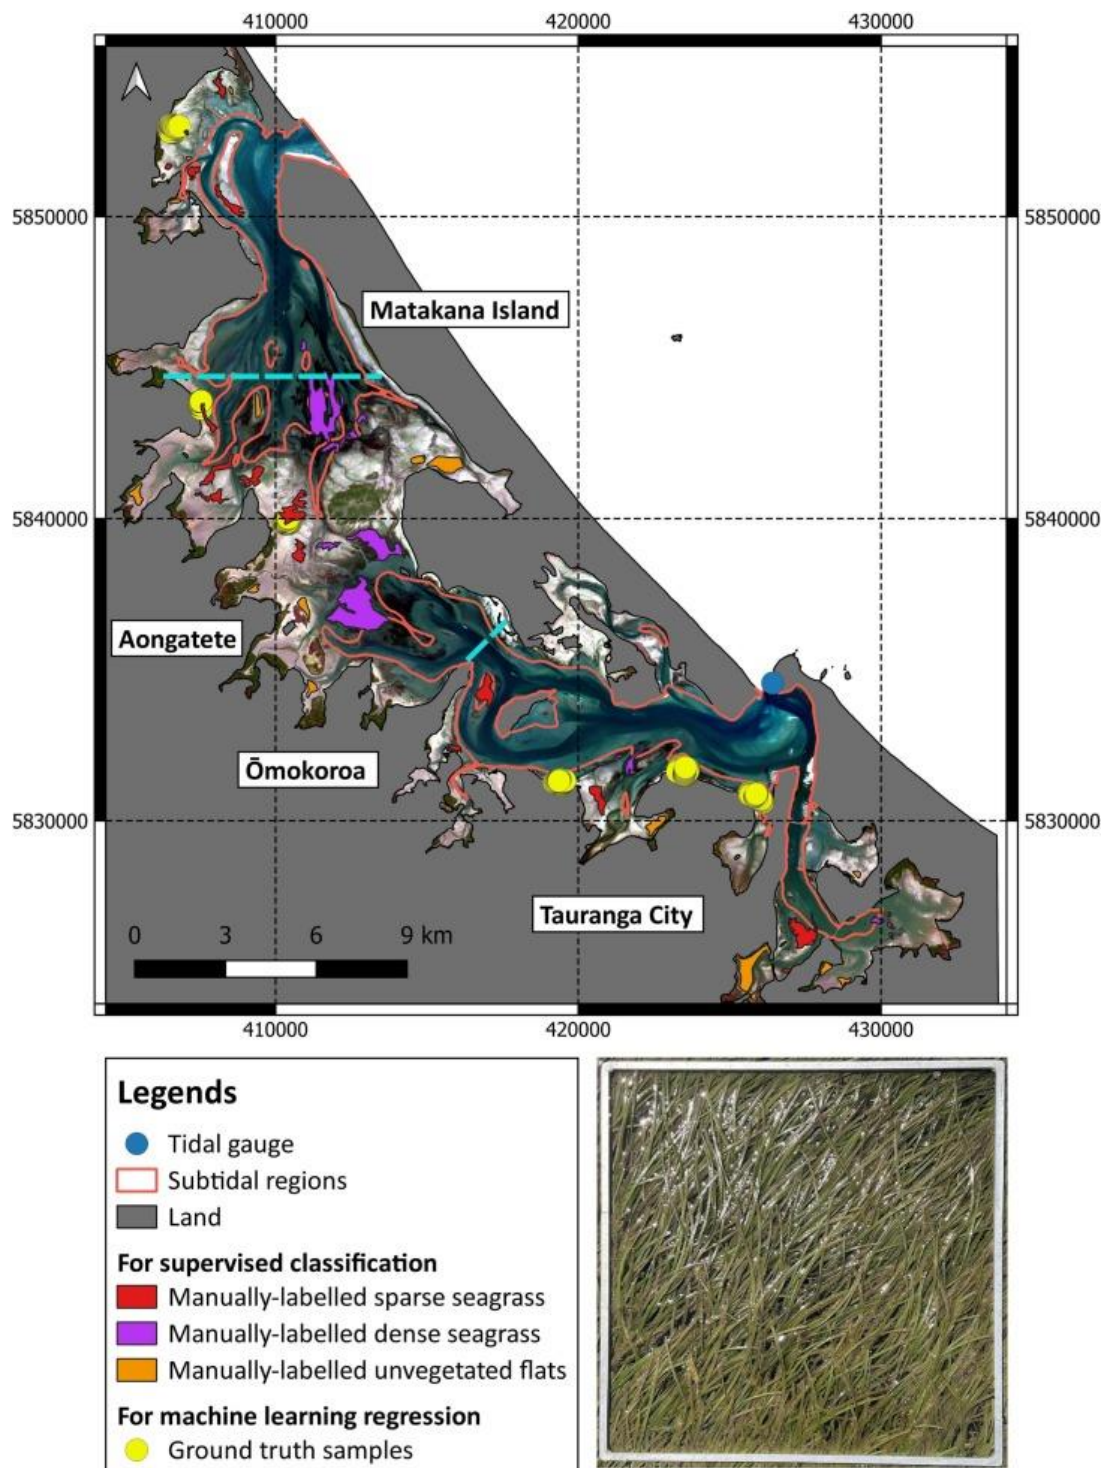 410000 420000 430000
5850000 5850000
Matakana Island
5840000 5840000
Aongatete
Ōmokoroa
5830000 5830000
Tauranga City
0 3 6 9 km
410000 420000 430000
Legends
Tidal gauge
Subtidal regions
Land
For supervised classification
Manually-labelled sparse seagrass
Manually-labelled dense seagrass
Manually-labelled unvegetated flats
For machine learning regression
Ground truth samples